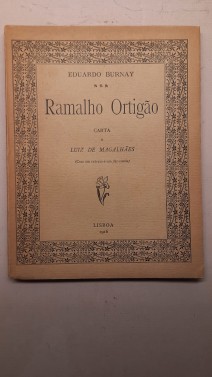 EDUARDO BURNAY
Ramalho Ortigão
CARTA
A
LUIZ DE MAGALHÃES
LISBOA